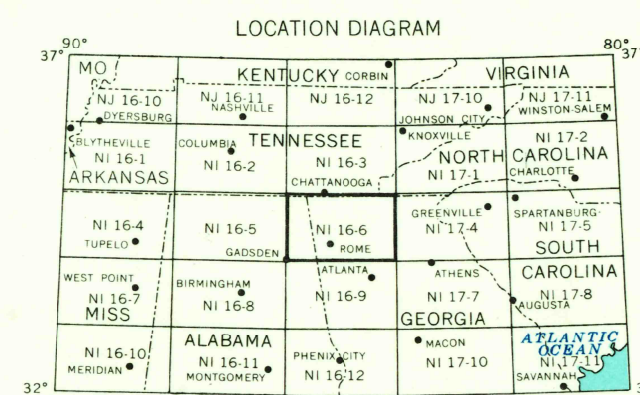 LOCATION DIAGRAM
90° 80°
37° 37
MO KENTUCKY CORBIN VIRGINIA
NJ 16-10 NJ 16-11 NJ 16-12 NJ 17-10 NJ 17-11
DYERSBURG NASHVILLE JOHNSON CITY WINSTON-SALEM
BLYTHEVILLE COLUMBIA TENNESSEE KNOXVILLE NI 17-2
NI 16-1 NI 16-2 NI 16-3 NORTH CAROLINA
ARKANSAS CHATTANOOGA NI 17-1 CHARLOTTE
GREENVILLE SPARTANBURG
NI 16-4 NI 16-5 NI 16-6 NI 17-4 NI 17-5
TUPELO GADSDEN ROME SOUTH
WEST POINT BIRMINGHAM ATLANTA ATHENS CAROLINA
NI 16-7 NI 16-8 NI 16-9 NI 17-7 NI 17-8
MISS GEORGIA AUGUSTA
ALABAMA MACON ATLANTIC
OCEAN
NI 16-10 NI 16-11 PHENIX CITY NI 17-10 NI 17-11
MERIDIAN MONTGOMERY NI 16-12 SAVANNAH
32° 3